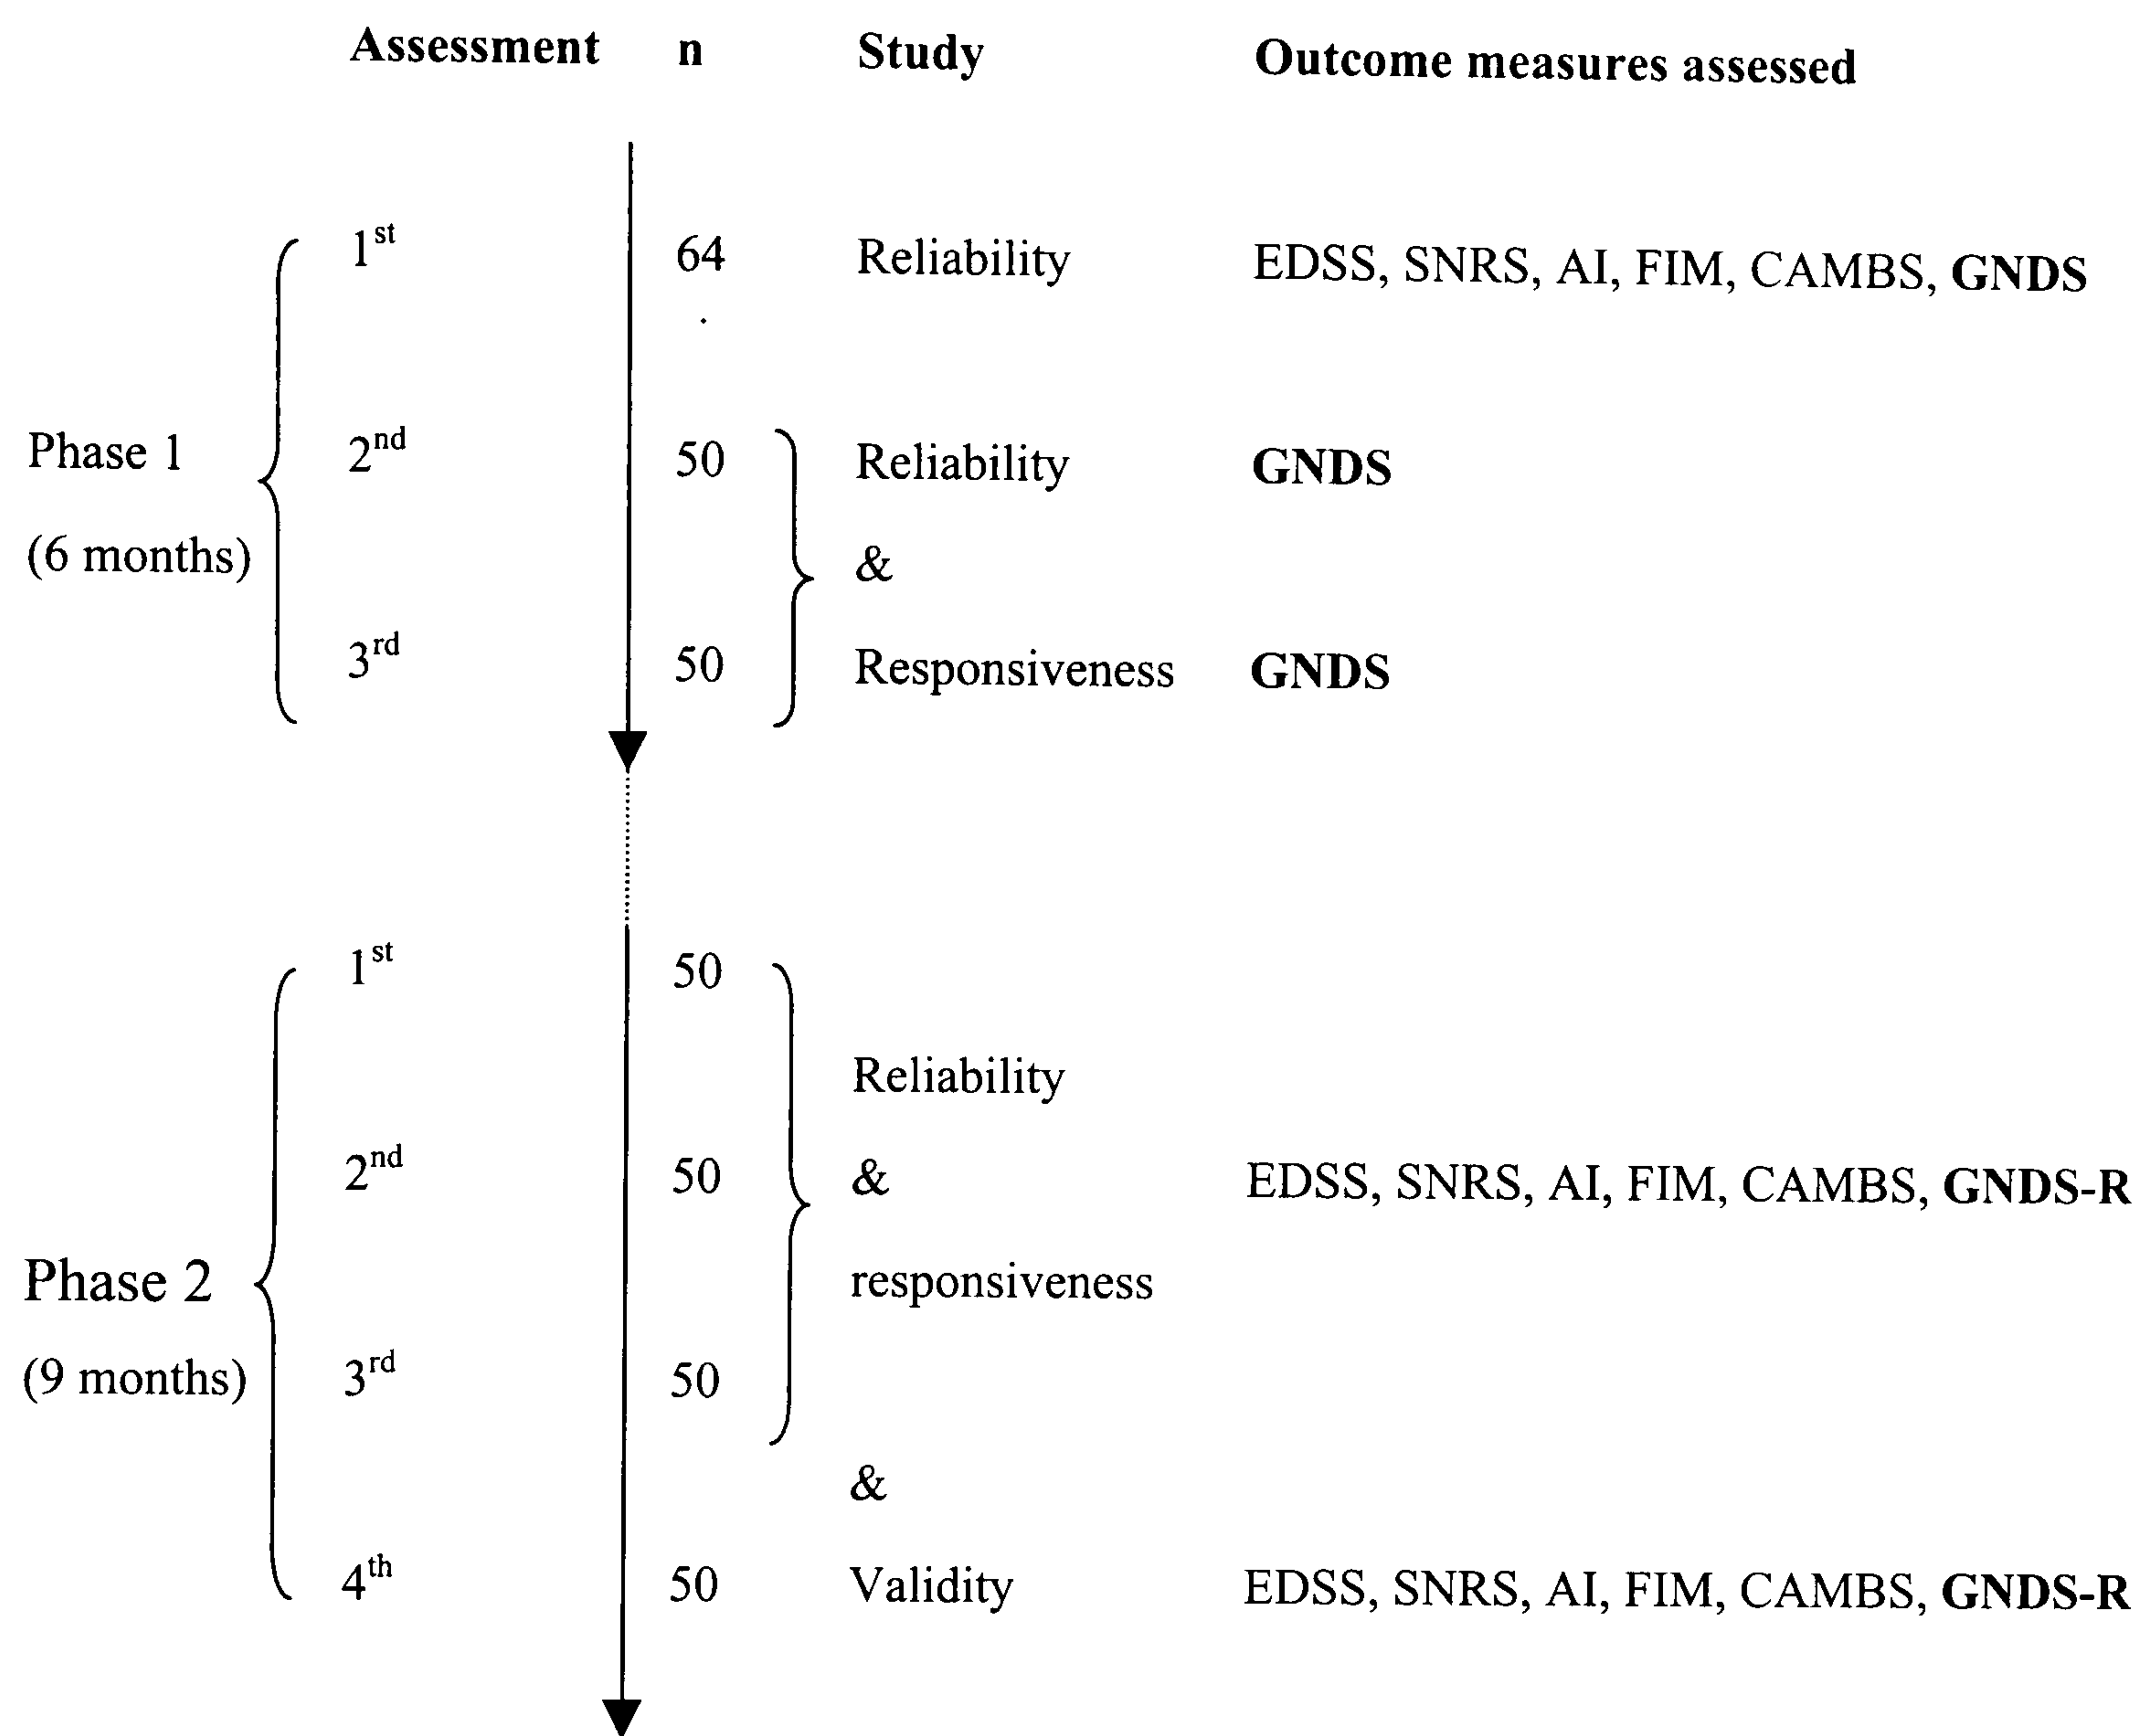 Assessment n Study Outcome measures assessed
1st 64 Reliability EDSS, SNRS, AI, FIM, CAMBS, GNDS
Phase 1 2nd 50 Reliability GNDS
(6 months) &
3rd 50 Responsiveness GNDS
1st 50
Reliability
2nd 50 & EDSS, SNRS, AI, FIM, CAMBS, GNDS-R
Phase 2 responsiveness
(9 months) 3rd 50
&
4th 50 Validity EDSS, SNRS, AI, FIM, CAMBS, GNDS-R